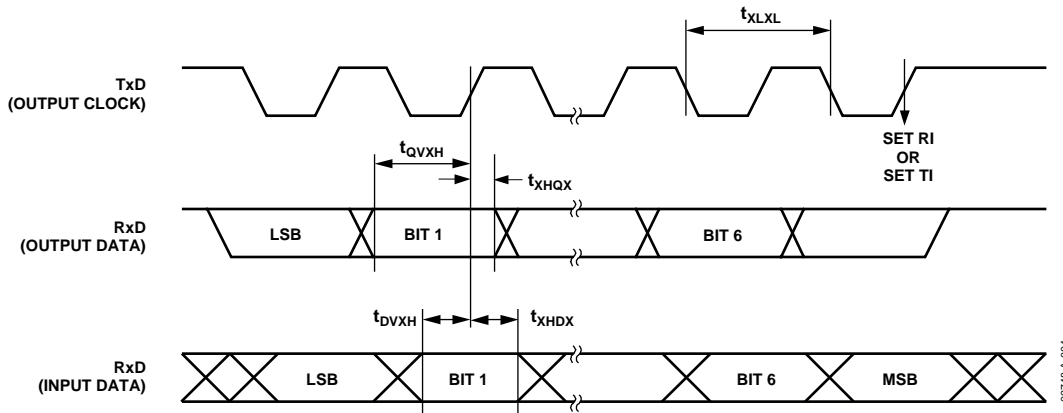 tXLXL
TxD
(OUTPUT CLOCK)
SET RI
OR
SET TI
tQVXH
tXHQX
RxD
(OUTPUT DATA)
LSB
BIT 1
BIT 6
tDVXH
tXHDX
RxD
(INPUT DATA)
LSB
BIT 1
BIT 6
MSB